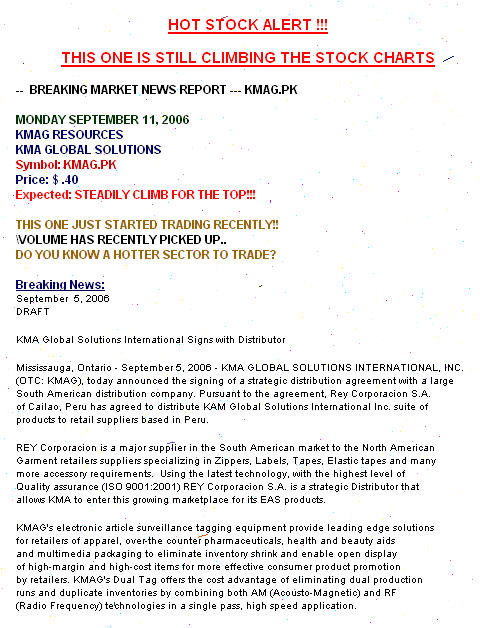 HOT STOCK ALERT !!!
THIS ONE IS STILL CLIMBING THE STOCK CHARTS
-- BREAKING MARKET NEWS REPORT --- KMAG.PK
MONDAY SEPTEMBER 11, 2006
KMAG RESOURCES
KMA GLOBAL SOLUTIONS
Symbol: KMAG.PK
Price: $ .40
Expected: STEADILY CLIMB FOR THE TOP!!!
THIS ONE JUST STARTED TRADING RECENTLY!!
VOLUME HAS RECENTLY PICKED UP..
DO YOU KNOW A HOTTER SECTOR TO TRADE?
Breaking News:
September 5, 2006
DRAFT
KMA Global Solutions International Signs with Distributor
Mississauga, Ontario - September 5, 2006 - KMA GLOBAL SOLUTIONS INTERNATIONAL, INC.
(OTC: KMAG), today announced the signing of a strategic distribution agreement with a large
South American distribution company. Pursuant to the agreement, Rey Corporacion S.A.
of Cailao, Peru has agreed to distribute KAM Global Solutions International Inc. suite of
products to retail suppliers based in Peru.
REY Corporacion is a major supplier in the South American market to the North American
Garment retailers suppliers specializing in Zippers, Labels, Tapes, Elastic tapes and many
more accessory requirements. Using the latest technology, with the highest level of
Quality assurance (ISO 9001:2001) REY Corporacion S.A. is a strategic Distributor that
allows KMA to enter this growing marketplace for its EAS products.
KMAG's electronic article surveillance tagging equipment provide leading edge solutions
for retailers of apparel, over-the counter pharmaceuticals, health and beauty aids
and multimedia packaging to eliminate inventory shrink and enable open display
of high-margin and high-cost items for more effective consumer product promotion
by retailers. KMAG's Dual Tag offers the cost advantage of eliminating dual production
runs and duplicate inventories by combining both AM (Acousto-Magnetic) and RF
(Radio Frequency) technologies in a single pass, high speed application.